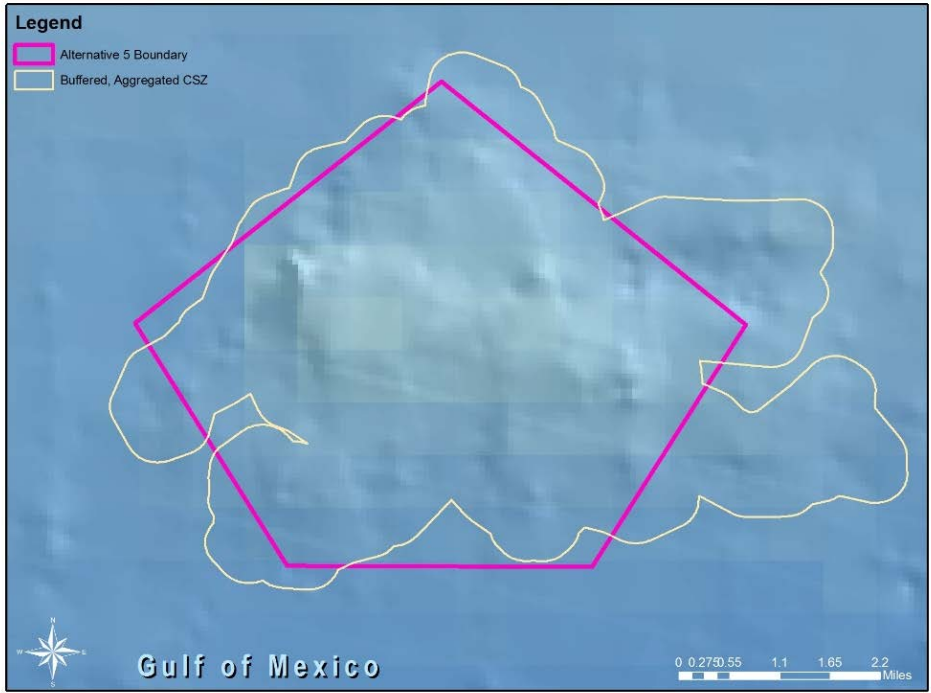 Legend
Alternative 5 Boundary
Buffered, Aggregated CSZ
N
W E
S
Gulf of Mexico
0 0.275 0.55 1.1 1.65 2.2
Miles